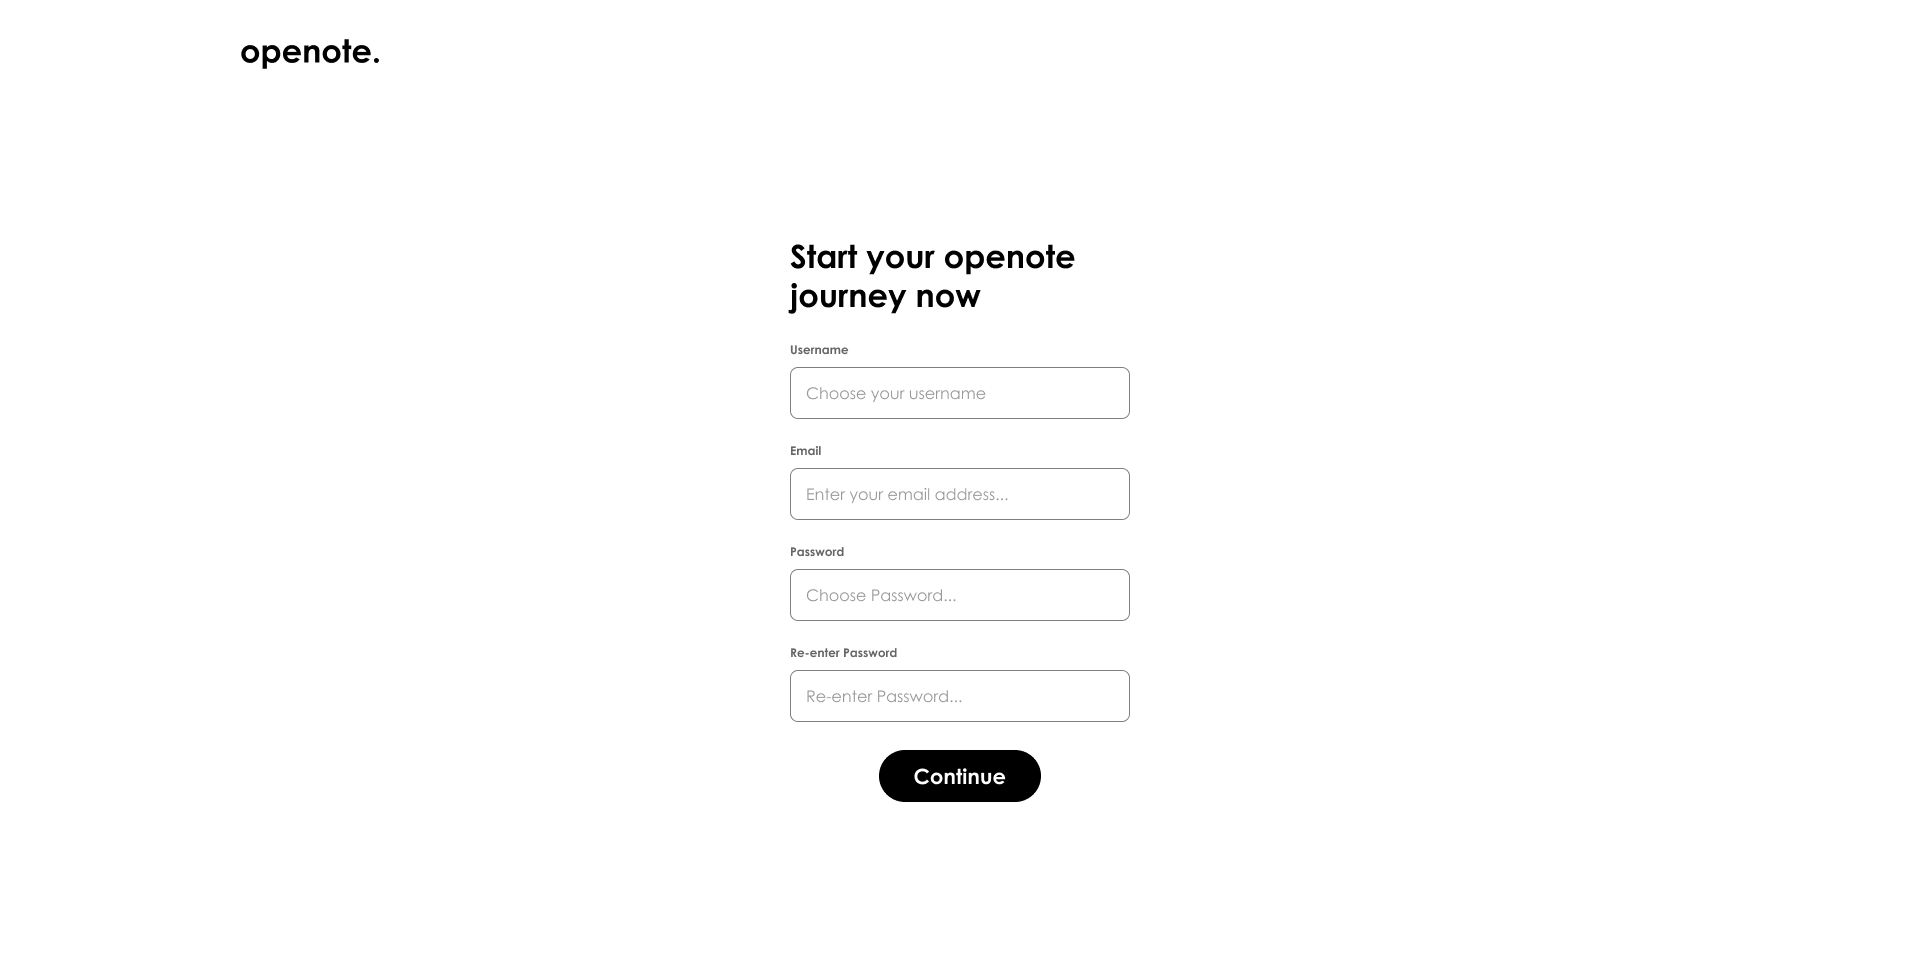 openote.
Start your openote
journey now
Username
Choose your username
Email
Enter your email address...
Password
Choose Password...
Re-enter Password
Re-enter Password...
Continue